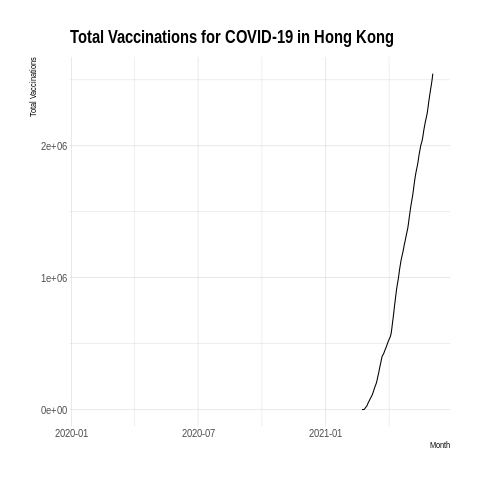 Total Vaccinations for COVID-19 in Hong Kong
Total Vaccinations
2e+06
1e+06
0e+00
2020-01 2020-07 2021-01
Month